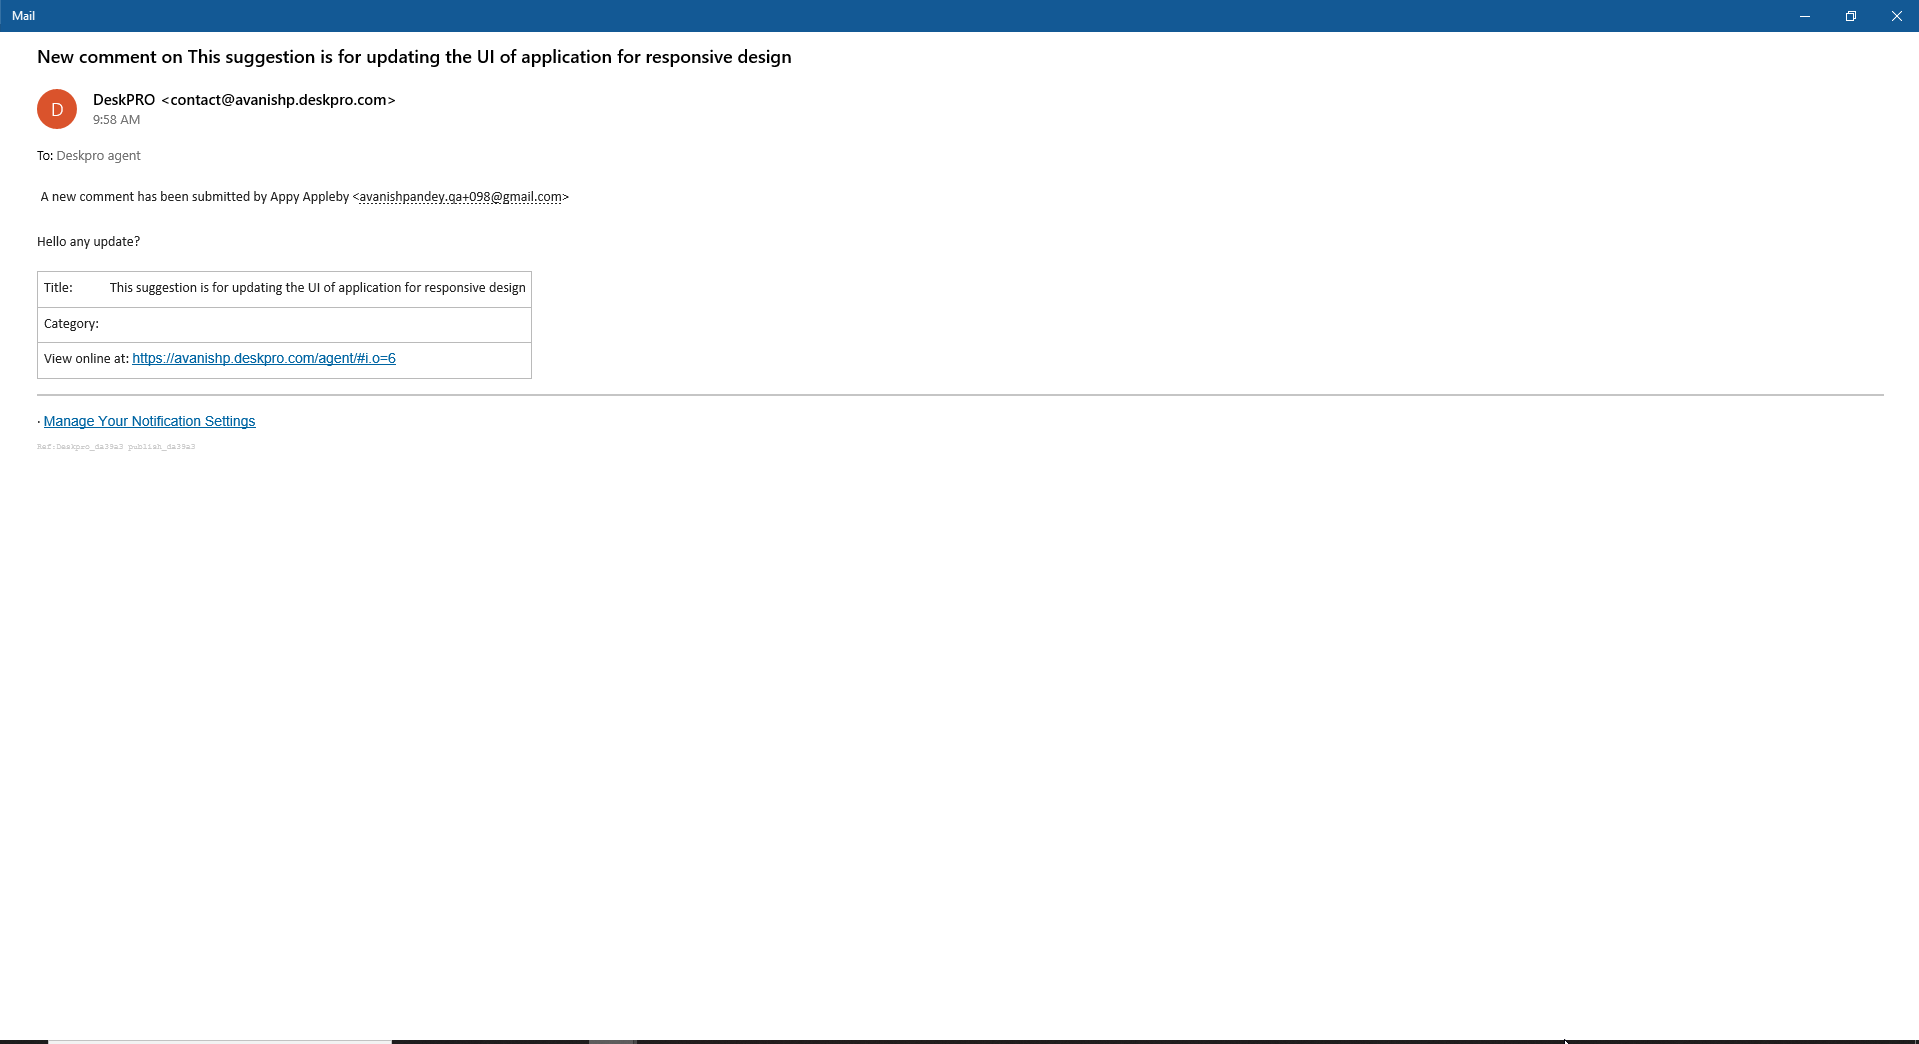 Mail
New comment on This suggestion is for updating the UI of application for responsive design
D
DeskPRO <contact@avanishp.deskpro.com>
9:58 AM
To: Deskpro agent
A new comment has been submitted by Appy Appleby <avanishpandey.qa+098@gmail.com>
Hello any update?
Title: This suggestion is for updating the UI of application for responsive design
Category:
View online at: https://avanishp.deskpro.com/agent/#i.o=6
· Manage Your Notification Settings
Ref:Deskpro_da39a3 publish_da39a3